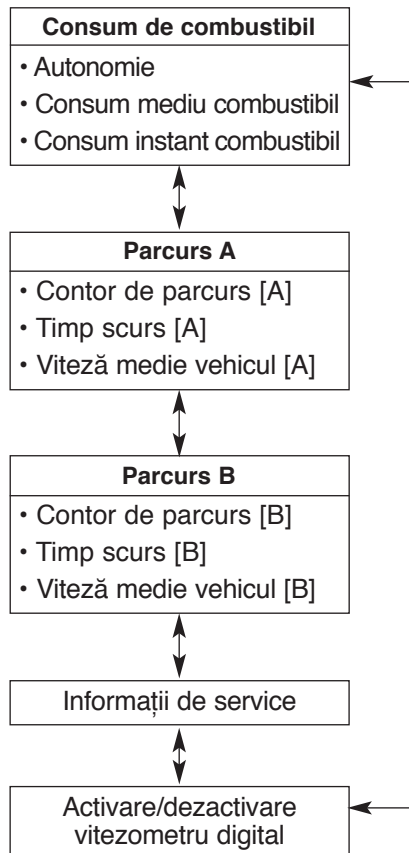 Consum de combustibil
• Autonomie
• Consum mediu combustibil
• Consum instant combustibil
Parcurs A
• Contor de parcurs [A]
• Timp scurs [A]
• Viteză medie vehicul [A]
Parcurs B
• Contor de parcurs [B]
• Timp scurs [B]
• Viteză medie vehicul [B]
Informații de service
Activare/dezactivare
vitezometru digital